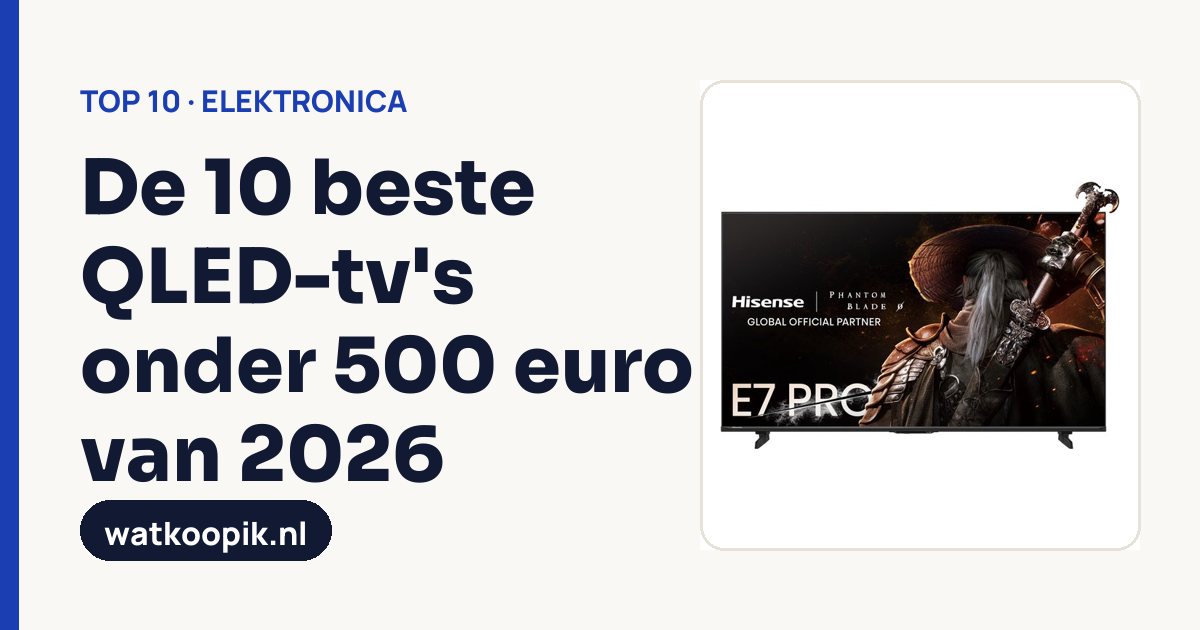 TOP 10 · ELEKTRONICA
De 10 beste
QLED-tv's
onder 500 euro
van 2026
watkoopik.nl
Hisense | PHANTOM BLADE Ø
GLOBAL OFFICIAL PARTNER
E7 PRO